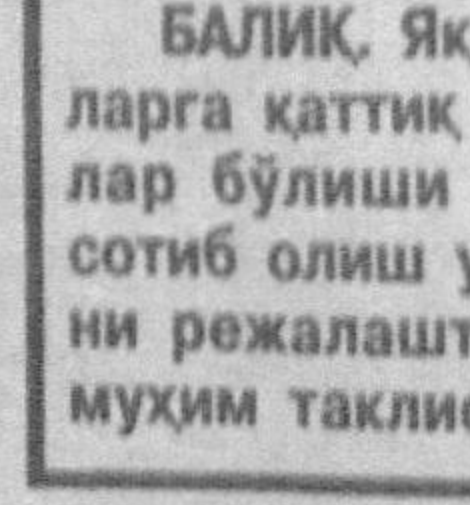 БАЛИҚ. Як
ларга қаттиқ
лар бўлиши
сотиб олиш у
ни режалашт
муҳим таклиф